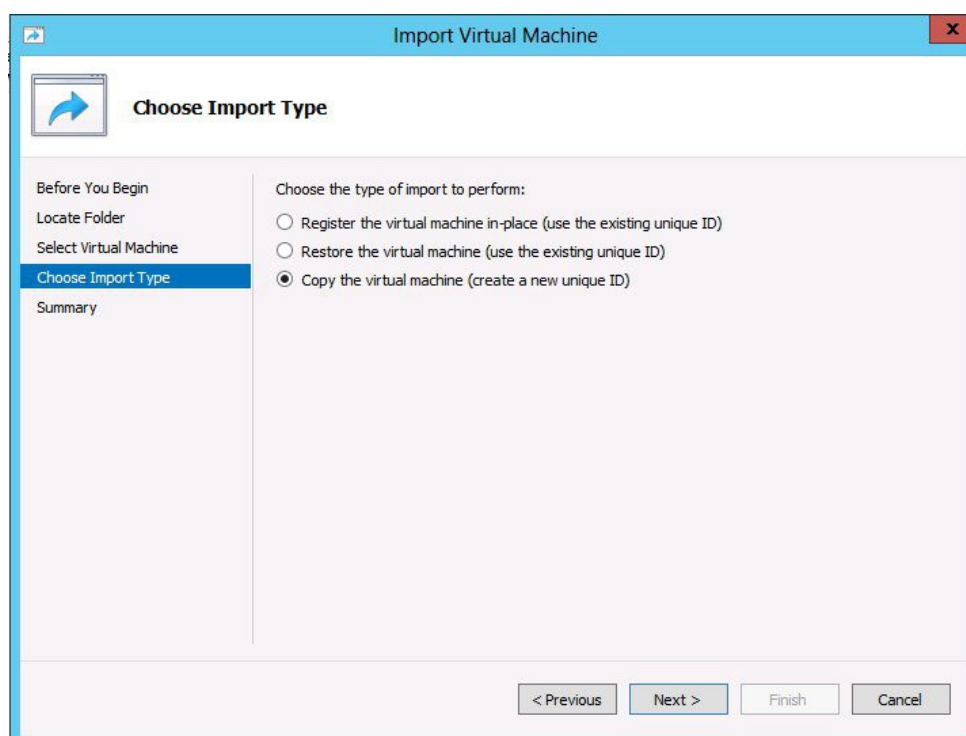 Import Virtual Machine
x
Choose Import Type
Before You Begin
Locate Folder
Select Virtual Machine
Choose Import Type
Summary
Choose the type of import to perform:
Register the virtual machine in-place (use the existing unique ID)
Restore the virtual machine (use the existing unique ID)
Copy the virtual machine (create a new unique ID)
< Previous
Next >
Finish
Cancel